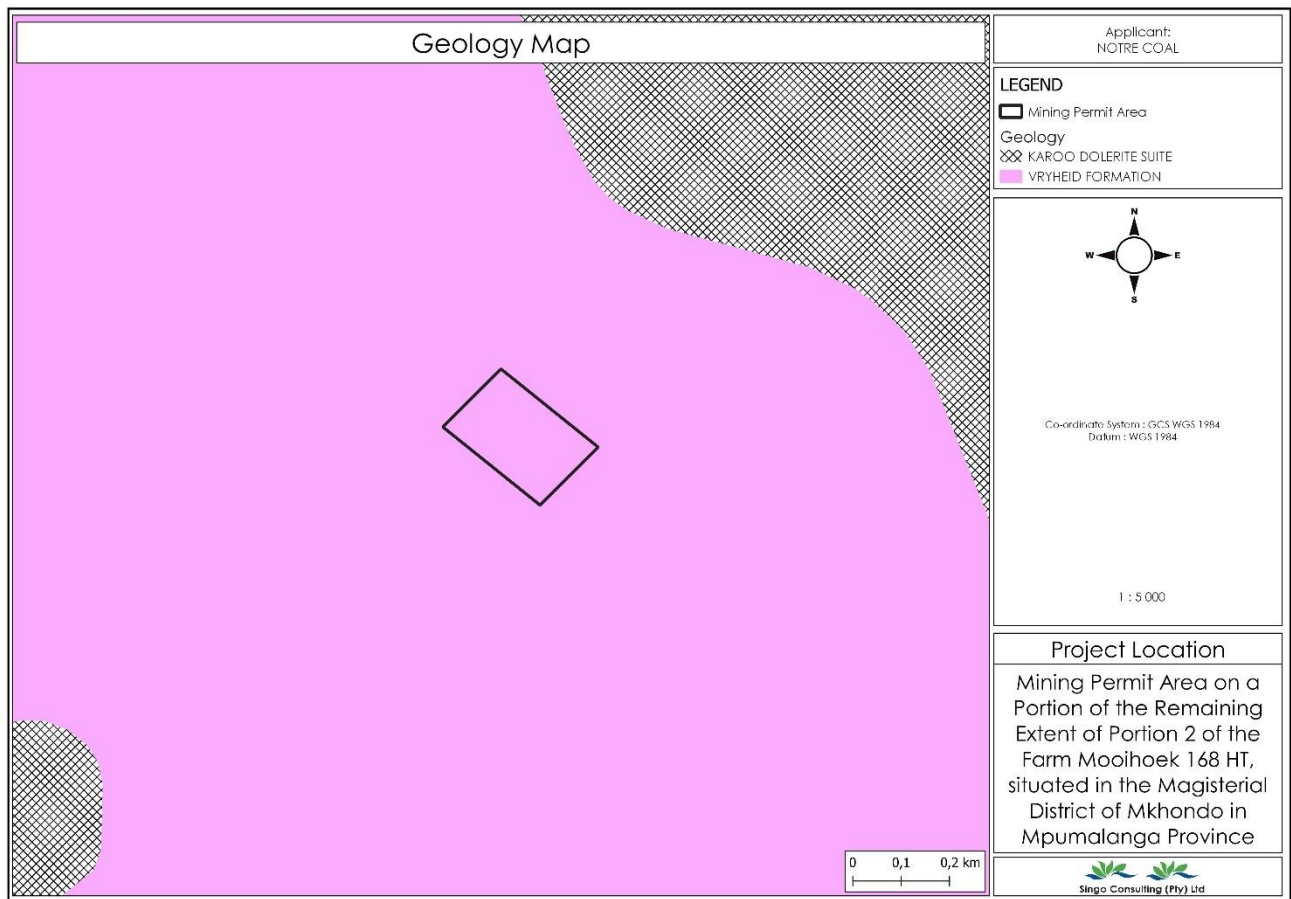 Geology Map
Applicant:
NOTRE COAL
LEGEND
Mining Permit Area
Geology
KAROO DOLERITE SUITE
VRYHEID FORMATION
N
W E
S
Co-ordinate System : GCS WGS 1984
Datum : WGS 1984
1 : 5 000
Project Location
Mining Permit Area on a
Portion of the Remaining
Extent of Portion 2 of the
Farm Mooihoek 168 HT,
situated in the Magisterial
District of Mkhondo in
Mpumalanga Province
0 0,1 0,2 km
Singo Consulting (Pty) Ltd